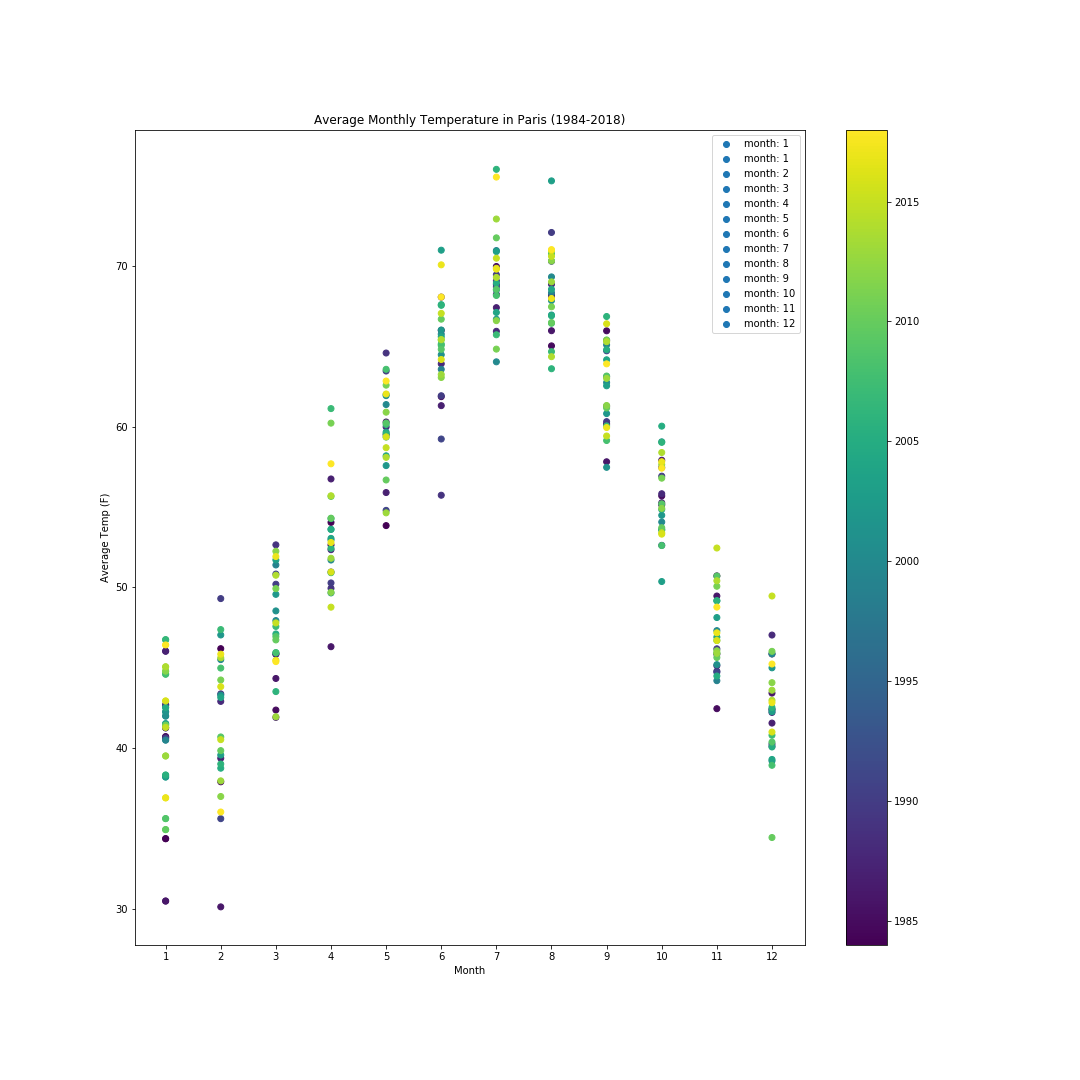 Average Monthly Temperature in Paris (1984-2018)
month: 1
month: 1
month: 2
month: 3
month: 4
month: 5
month: 6
month: 7
month: 8
month: 9
month: 10
month: 11
month: 12
Average Temp (F)
70
60
50
40
30
1 2 3 4 5 6 7 8 9 10 11 12
Month
2015
2010
2005
2000
1995
1990
1985